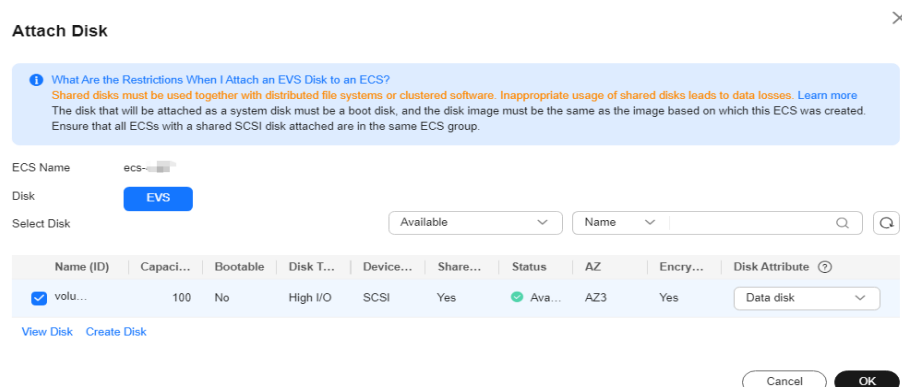 Attach Disk
What Are the Restrictions When I Attach an EVS Disk to an ECS?
Shared disks must be used together with distributed file systems or clustered software. Inappropriate usage of shared disks leads to data losses. Learn more
The disk that will be attached as a system disk must be a boot disk, and the disk image must be the same as the image based on which this ECS was created.
Ensure that all ECSs with a shared SCSI disk attached are in the same ECS group.
ECS Name ecs-
Disk EVS
Select Disk Available Name
Name (ID) Capaci... Bootable Disk T... Device... Share... Status AZ Encry... Disk Attribute ?
volu... 100 No High I/O SCSI Yes Ava... AZ3 Yes Data disk
View Disk Create Disk
Cancel OK